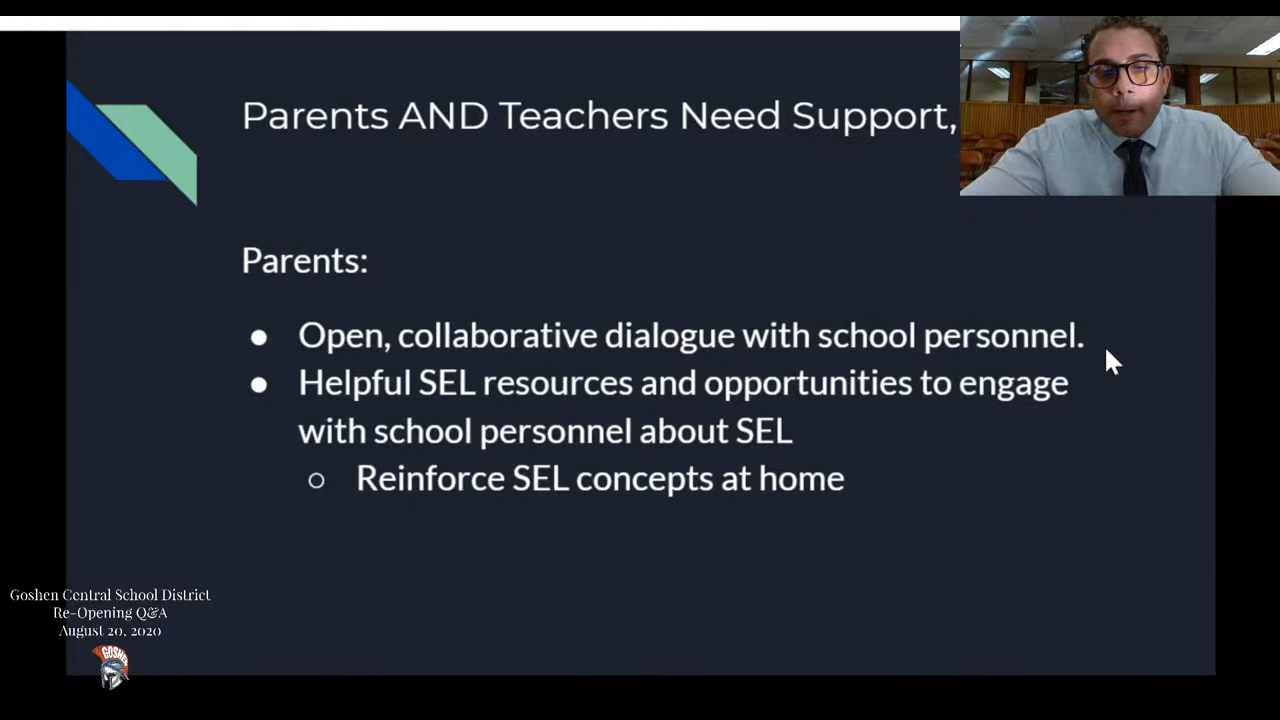 Parents AND Teachers Need Support,
Parents:
● Open, collaborative dialogue with school personnel.
● Helpful SEL resources and opportunities to engage
with school personnel about SEL
○ Reinforce SEL concepts at home
Goshen Central School District
Re-Opening Q&A
August 20, 2020
GOSHEN